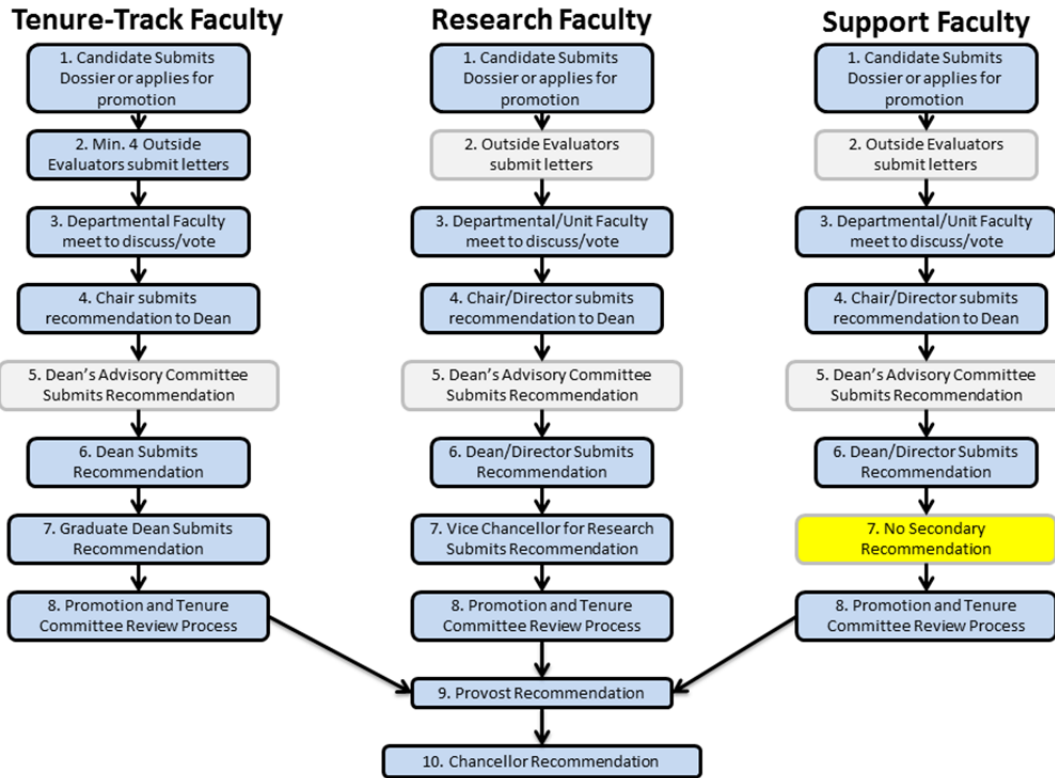 Tenure-Track Faculty
1. Candidate Submits
Dossier or applies for
promotion
2. Min. 4 Outside
Evaluators submit letters
3. Departmental Faculty
meet to discuss/vote
4. Chair submits
recommendation to Dean
5. Dean's Advisory Committee
Submits Recommendation
6. Dean Submits
Recommendation
7. Graduate Dean Submits
Recommendation
8. Promotion and Tenure
Committee Review Process
Research Faculty
1. Candidate Submits
Dossier or applies for
promotion
2. Outside Evaluators
submit letters
3. Departmental/Unit Faculty
meet to discuss/vote
4. Chair/Director submits
recommendation to Dean
5. Dean's Advisory Committee
Submits Recommendation
6. Dean/Director Submits
Recommendation
7. Vice Chancellor for Research
Submits Recommendation
8. Promotion and Tenure
Committee Review Process
Support Faculty
1. Candidate Submits
Dossier or applies for
promotion
2. Outside Evaluators
submit letters
3. Departmental/Unit Faculty
meet to discuss/vote
4. Chair/Director submits
recommendation to Dean
5. Dean's Advisory Committee
Submits Recommendation
6. Dean/Director Submits
Recommendation
7. No Secondary
Recommendation
8. Promotion and Tenure
Committee Review Process
9. Provost Recommendation
10. Chancellor Recommendation